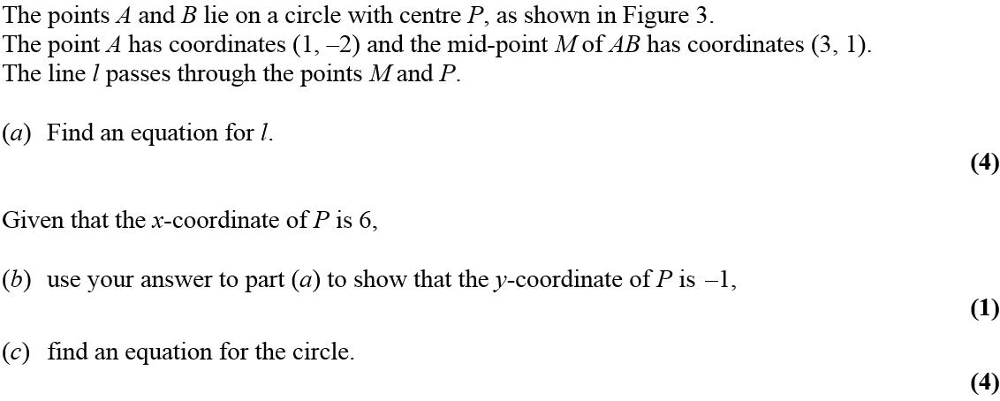 The points A and B lie on a circle with centre P, as shown in Figure 3.
The point A has coordinates (1, –2) and the mid-point M of AB has coordinates (3, 1).
The line l passes through the points M and P.
(a) Find an equation for l.
(4)
Given that the x-coordinate of P is 6,
(b) use your answer to part (a) to show that the y-coordinate of P is –1,
(1)
(c) find an equation for the circle.
(4)